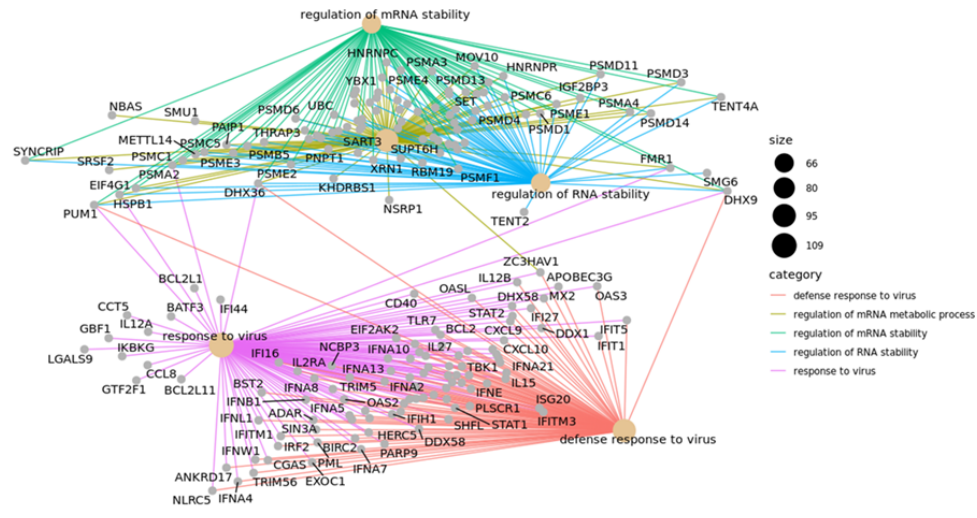 regulation of mRNA stability
HNRNPC
PSMA3
MOV10
HNRNPR
PSMD11
PSMD3
YBX1
PSME4
PSMD13
IGF2BP3
NBAS
SMU1
PSMD6
UBC
SET
PSMC6
PSMA4
TENT4A
METTL14
PAIP1
THRAP3
PSMD4
PSME1
PSMD1
PSMD14
SYNCRIP
PSMC5
SART3
SUPT6H
SRSF2
PSMC1
PSME3
PSMB5
PNPT1
XRN1
RBM19
PSMF1
FMR1
PSMA2
PSME2
EIF4G1
HSPB1
DHX36
KHDRBS1
regulation of RNA stability
SMG6
DHX9
PUM1
NSRP1
TENT2
ZC3HAV1
BCL2L1
IL12B
APOBEC3G
CCT5
BATF3
IFI44
CD40
OASL
DHX58
MX2
OAS3
GBF1
IL12A
response to virus
TLR7
STAT2
IFI27
EIF2AK2
BCL2
CXCL9
DDX1
IFIT5
IFIT1
LGALS9
IKBKG
IFI16
NCBP3
IFNA10
IL27
CXCL10
CCL8
IL2RA
IFNA13
TBK1
IFNA21
GTF2F1
BCL2L11
BST2
IFNA8
TRIM5
IFNA2
IL15
IFNE
IFNB1
OAS2
ISG20
IFNL1
ADAR
IFNA5
IFIH1
PLSCR1
IFITM3
IFITM1
SIN3A
HERC5
SHFL
STAT1
defense response to virus
IFNW1
IRF2
BIRC2
DDX58
PARP9
ANKRD17
CGAS
PML
IFNA7
NLRC5
IFNA4
TRIM56
EXOC1
size
66
80
95
109
category
defense response to virus
regulation of mRNA metabolic process
regulation of mRNA stability
regulation of RNA stability
response to virus